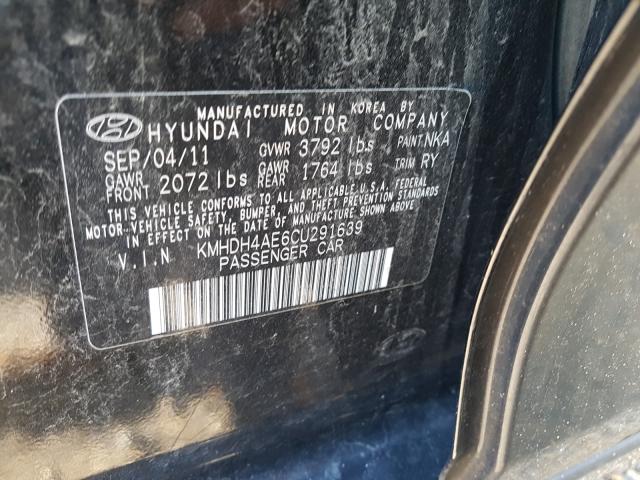 MANUFACTURED IN KOREA BY
HYUNDAI MOTOR COMPANY
SEP/04/11 GVWR 3792 lbs PAINT NKA
GAWR FRONT 2072 lbs GAWR REAR 1764 lbs TRIM RY
THIS VEHICLE CONFORMS TO ALL APPLICABLE U.S.A. FEDERAL
MOTOR VEHICLE SAFETY, BUMPER, AND THEFT PREVENTION STANDARDS
IN EFFECT ON THE DATE OF MANUFACTURE SHOWN ABOVE.
V.I.N KMHDH4AE6CU291639
PASSENGER CAR